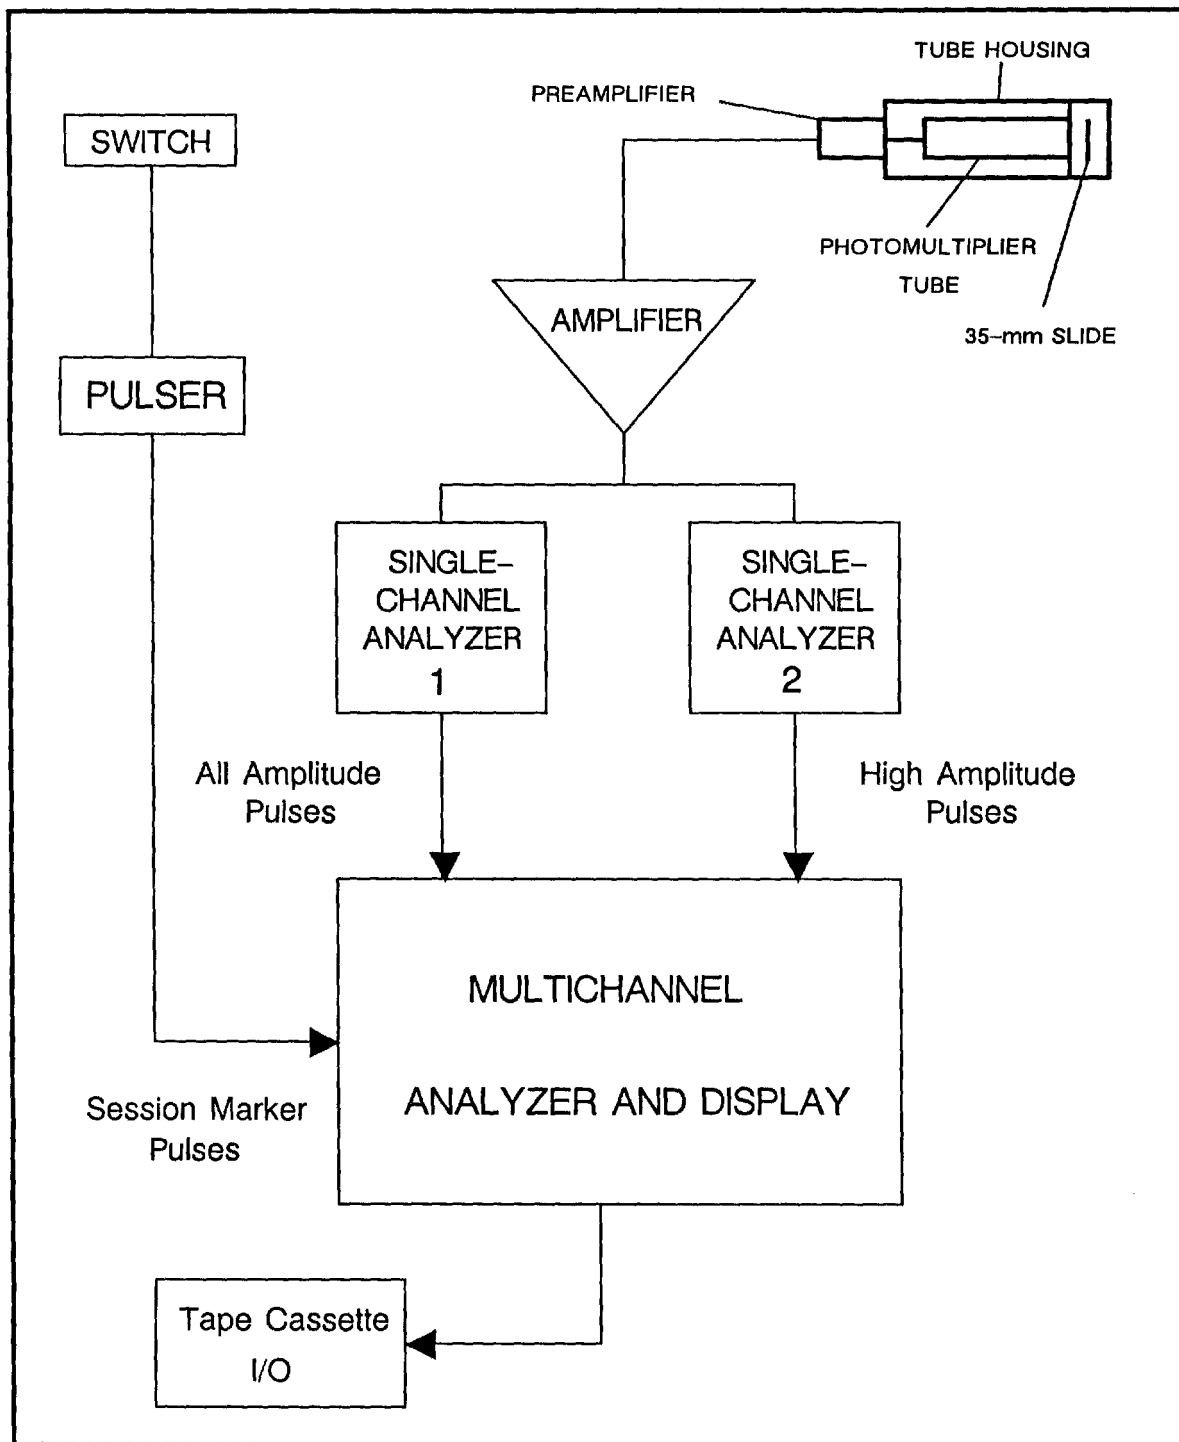 TUBE HOUSING
PREAMPLIFIER
SWITCH
PHOTOMULTIPLIER
TUBE
35-mm SLIDE
AMPLIFIER
PULSER
SINGLE-
CHANNEL
ANALYZER
1
SINGLE-
CHANNEL
ANALYZER
2
All Amplitude
Pulses
High Amplitude
Pulses
MULTICHANNEL
ANALYZER AND DISPLAY
Session Marker
Pulses
Tape Cassette
I/O